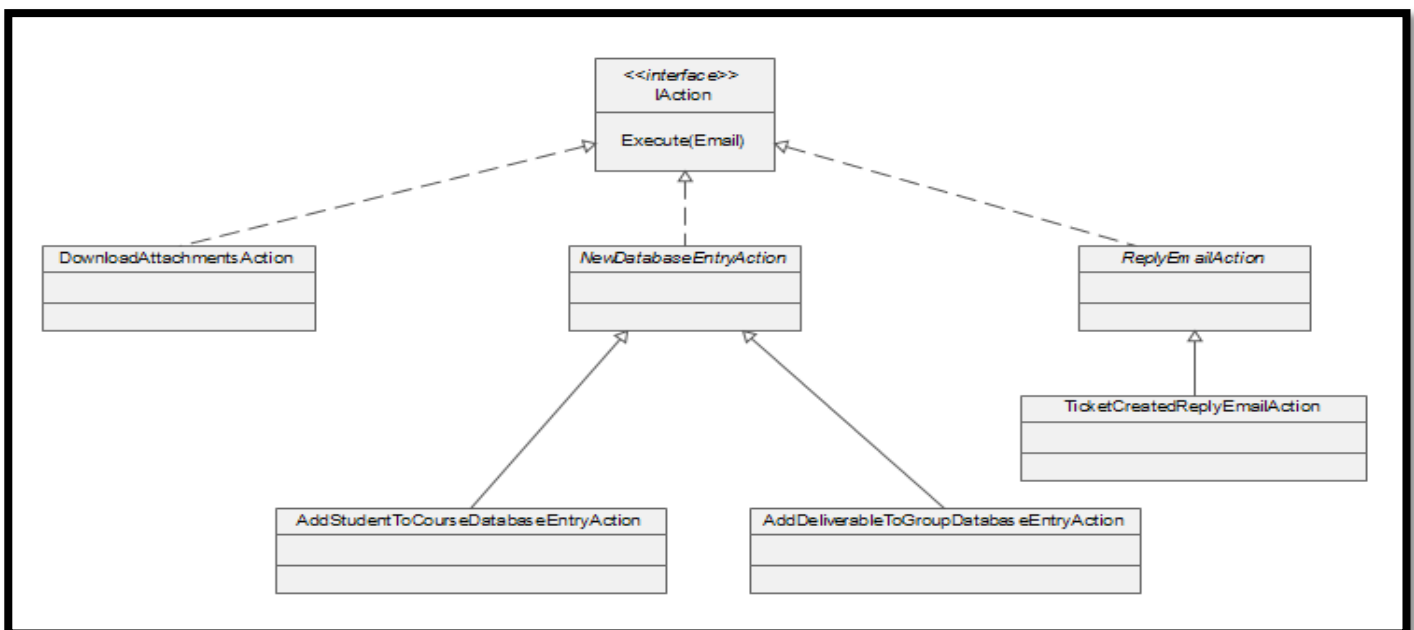 <<interface>>
IAction
Execute(Email)
DownloadAttachmentsAction
NewDatabaseEntryAction
ReplyEmailAction
TicketCreatedReplyEmailAction
AddStudentToCourseDatabaseEntryAction
AddDeliverableToGroupDatabaseEntryAction